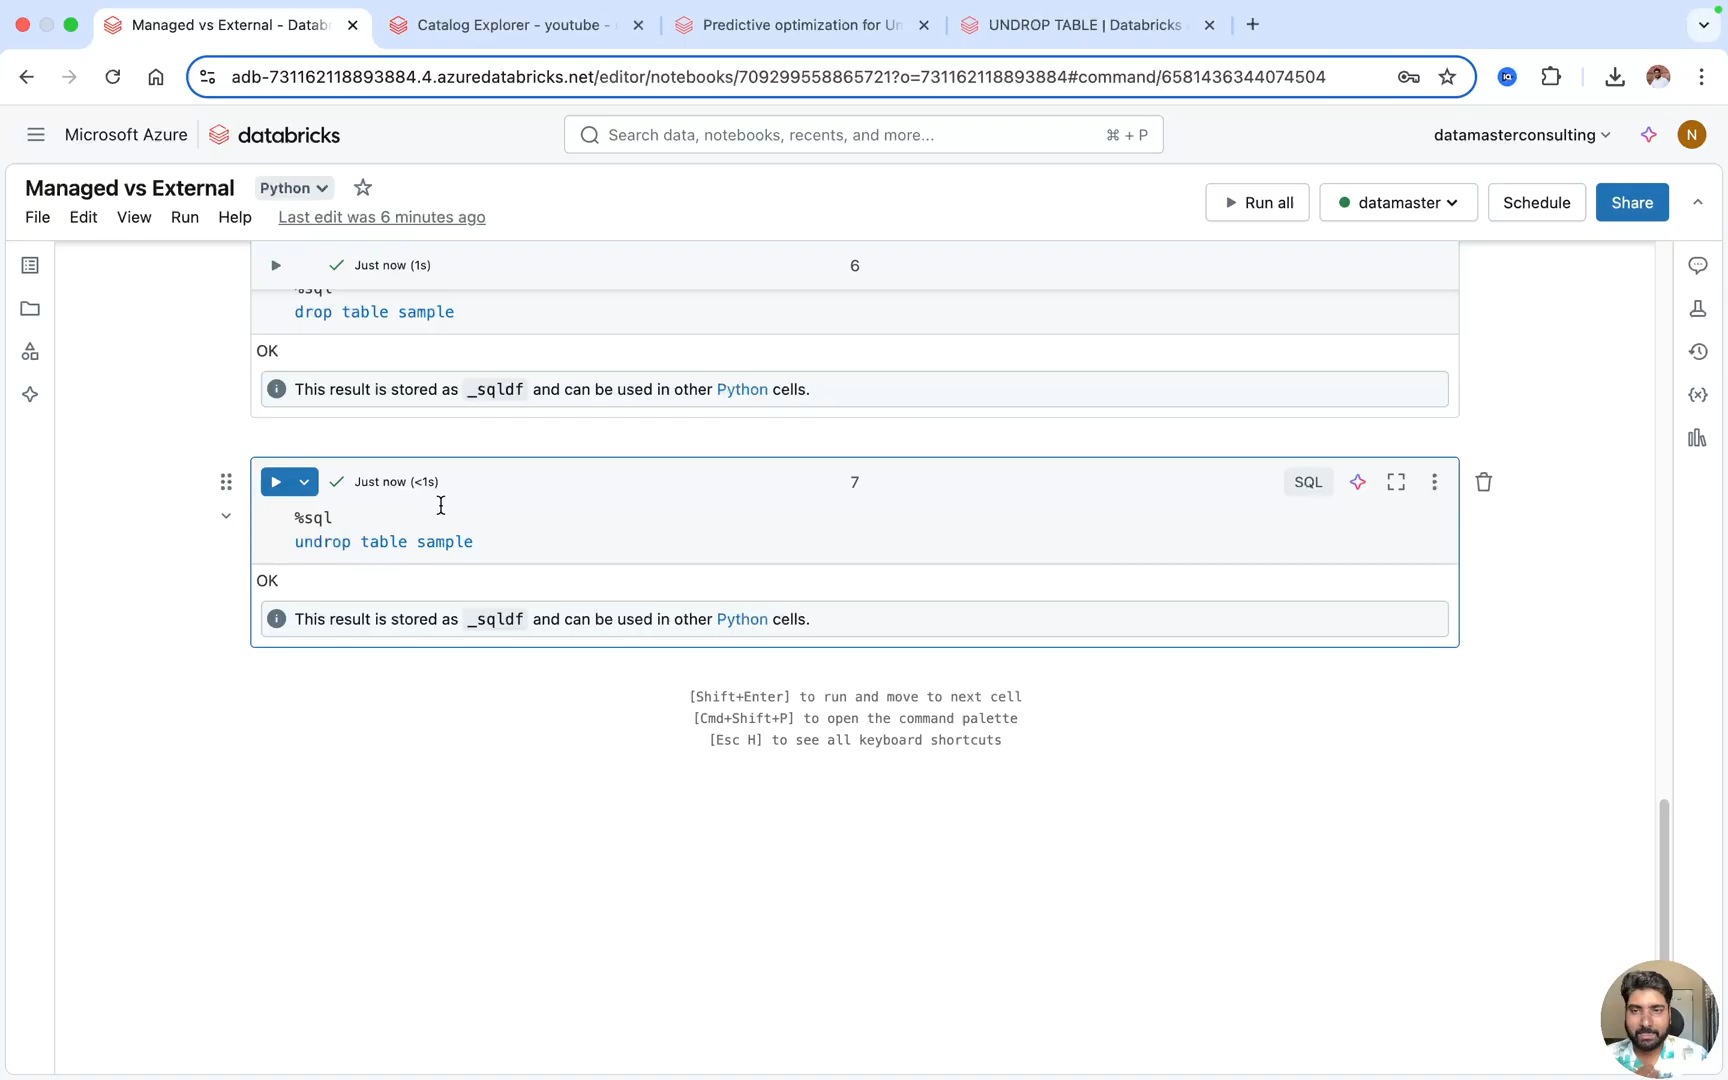 Managed vs External - Datab
Catalog Explorer - youtube -
Predictive optimization for Un
UNDROP TABLE | Databricks
adb-731162118893884.4.azuredatabricks.net/editor/notebooks/709299558865721?o=731162118893884#command/6581436344074504
Microsoft Azure
databricks
Search data, notebooks, recents, and more...
⌘ + P
datamasterconsulting
N
Managed vs External
Python
File
Edit
View
Run
Help
Last edit was 6 minutes ago
Run all
datamaster
Schedule
Share
Just now (1s)
6
%sql
drop table sample
OK
This result is stored as _sqldf and can be used in other Python cells.
Just now (<1s)
7
SQL
%sql
undrop table sample
OK
This result is stored as _sqldf and can be used in other Python cells.
[Shift+Enter] to run and move to next cell
[Cmd+Shift+P] to open the command palette
[Esc H] to see all keyboard shortcuts